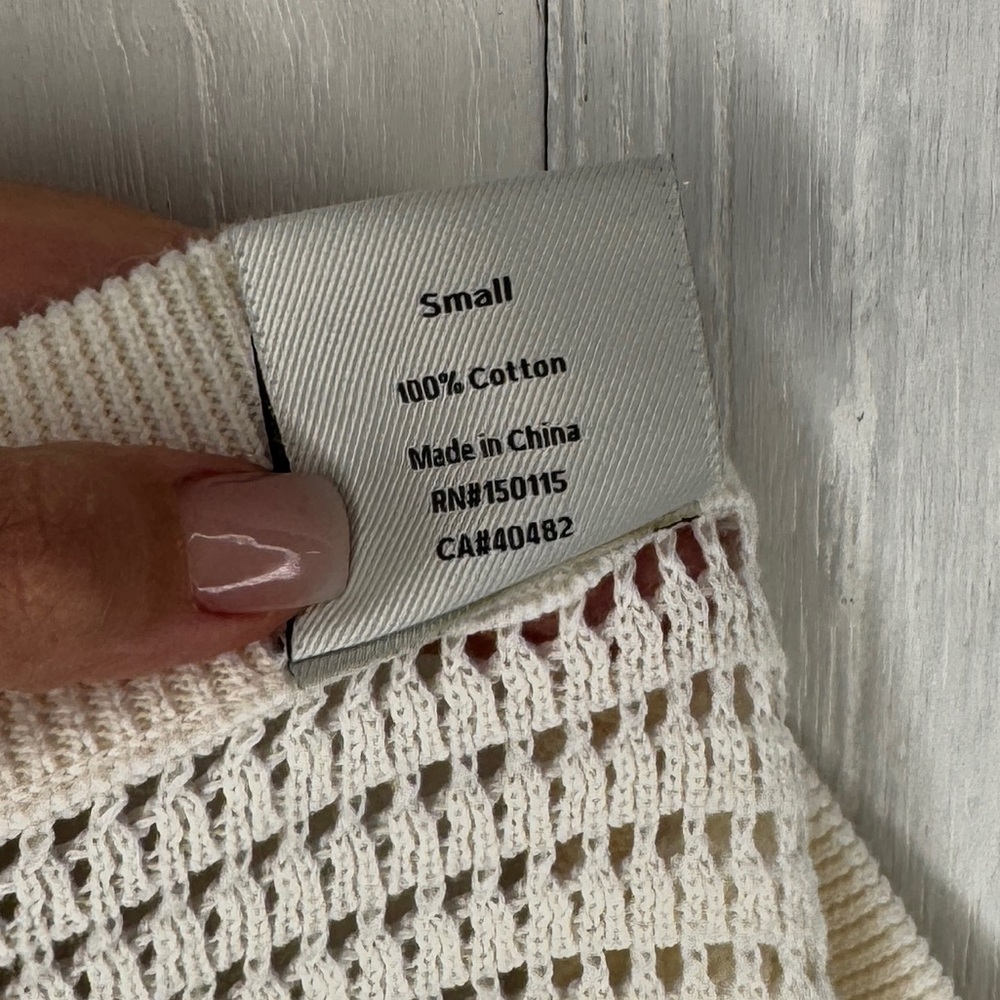 Small
100% Cotton
Made in China
RN#150115
CA#40482